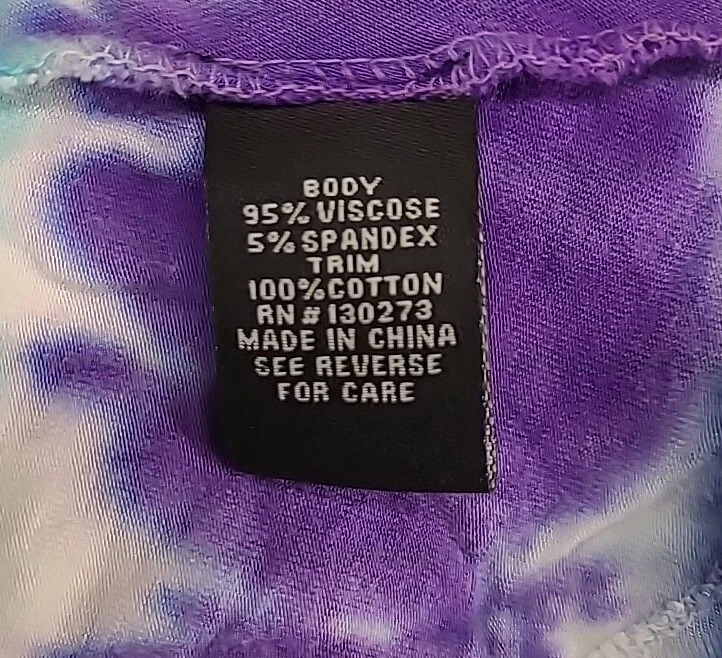 BODY
95% VISCOSE
5% SPANDEX
TRIM
100% COTTON
RN # 130273
MADE IN CHINA
SEE REVERSE
FOR CARE